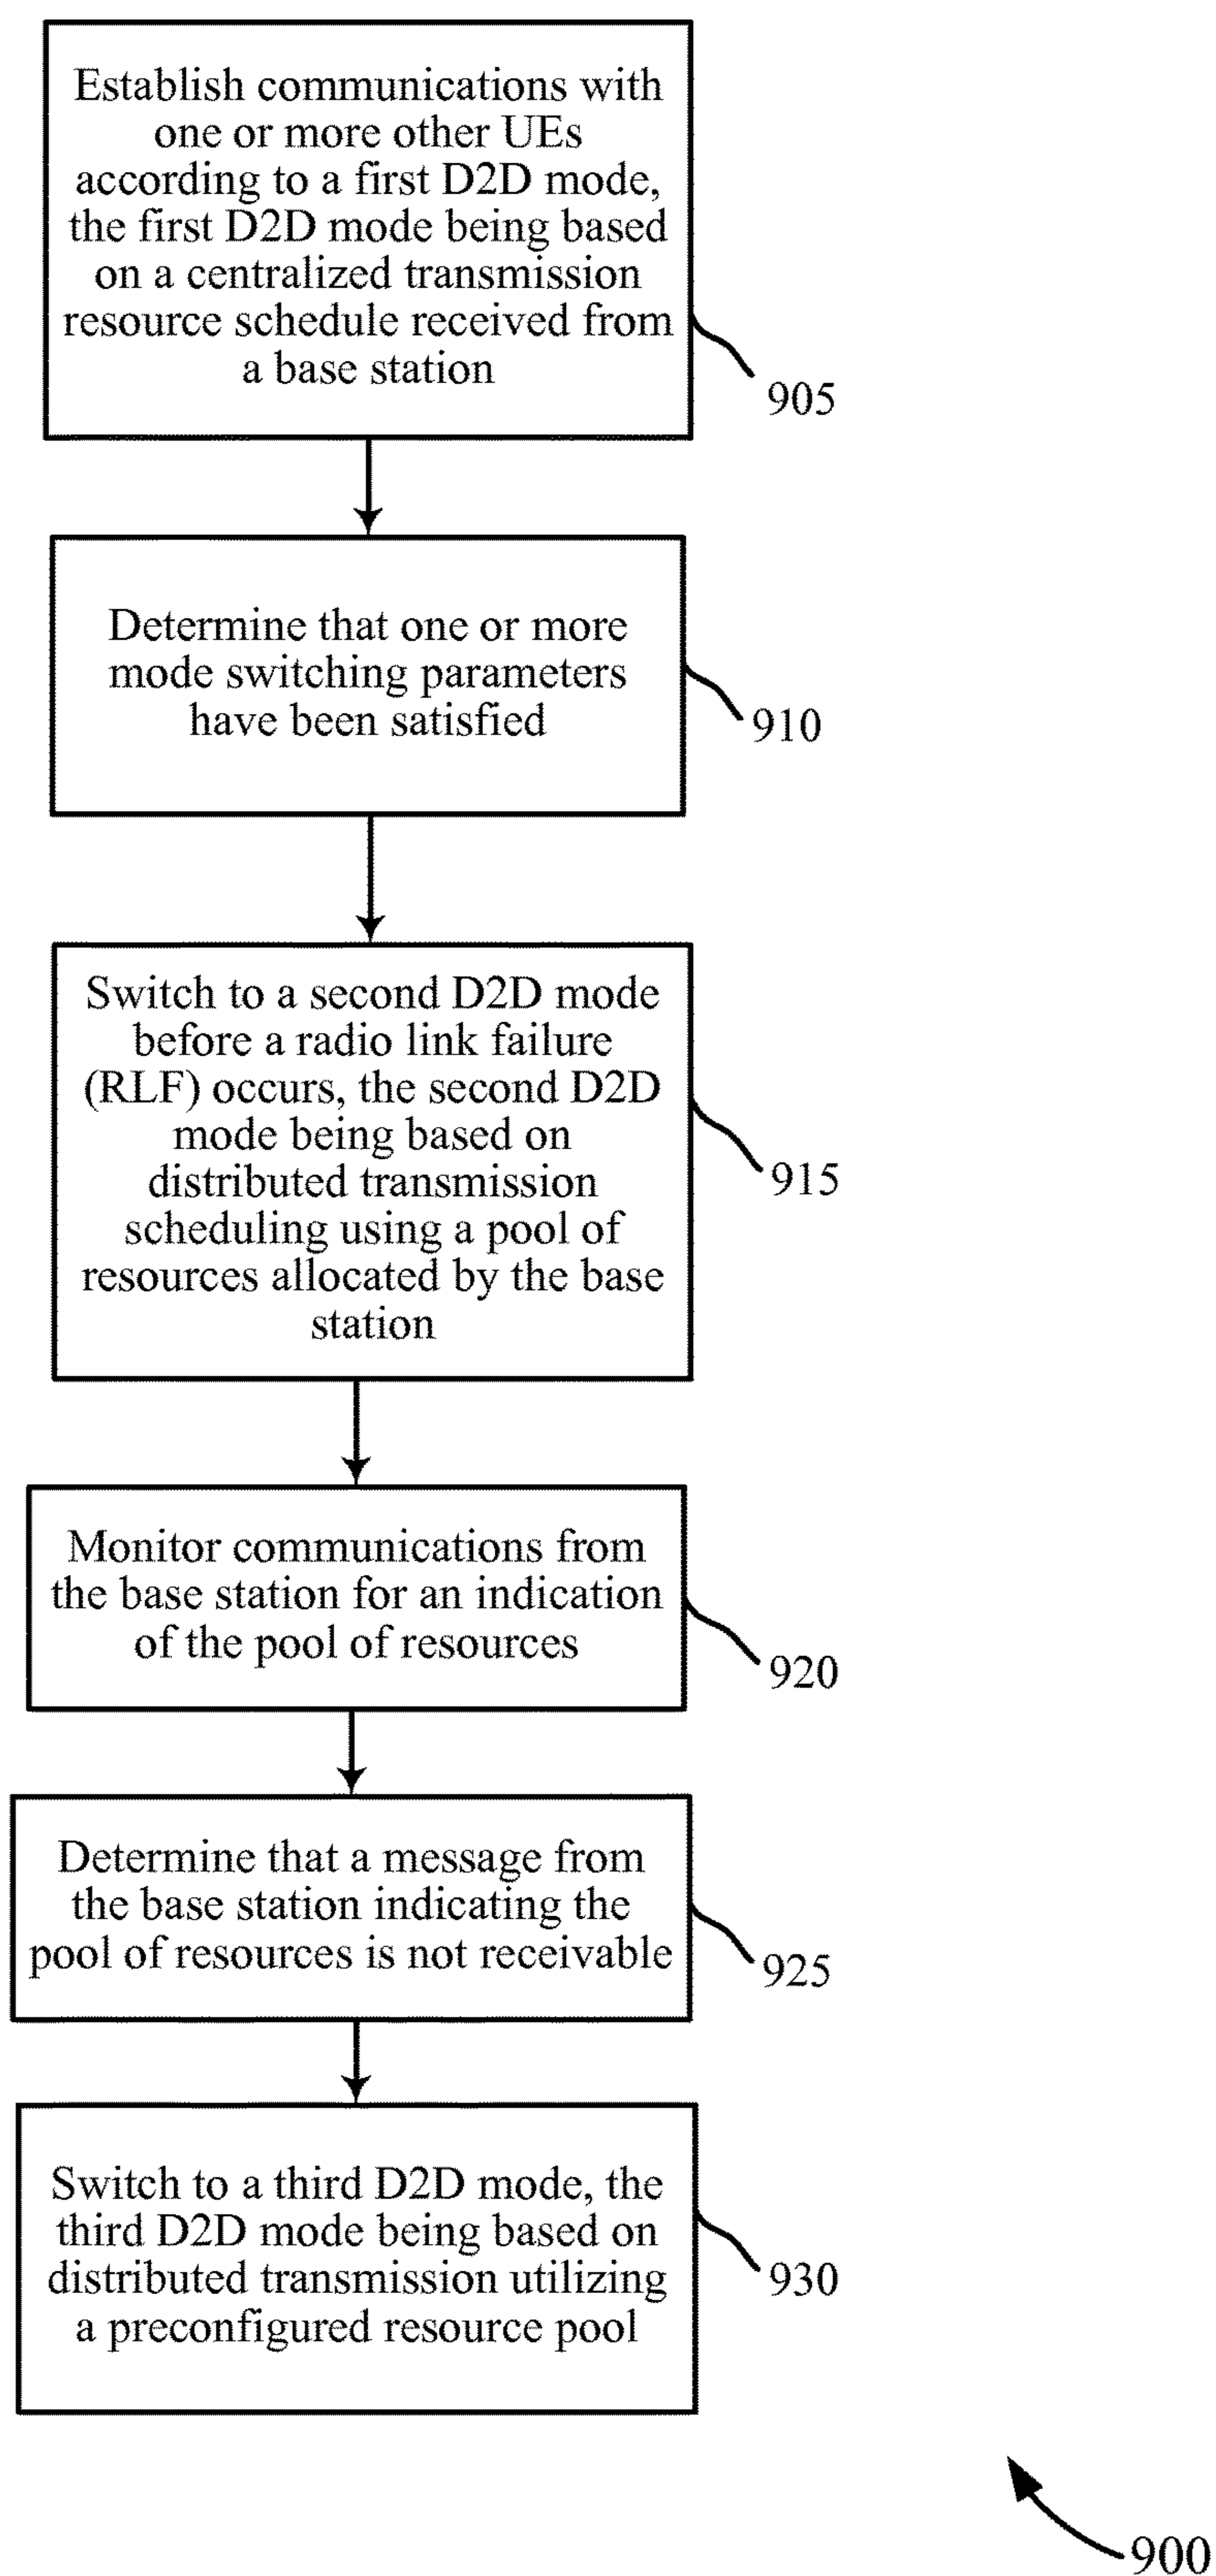 Establish communications with
one or more other UEs
according to a first D2D mode,
the first D2D mode being based
on a centralized transmission
resource schedule received from
a base station
905
Determine that one or more
mode switching parameters
have been satisfied
910
Switch to a second D2D mode
before a radio link failure
(RLF) occurs, the second D2D
mode being based on
distributed transmission
scheduling using a pool of
resources allocated by the base
station
915
Monitor communications from
the base station for an indication
of the pool of resources
920
Determine that a message from
the base station indicating the
pool of resources is not receivable
925
Switch to a third D2D mode, the
third D2D mode being based on
distributed transmission utilizing
a preconfigured resource pool
930
900